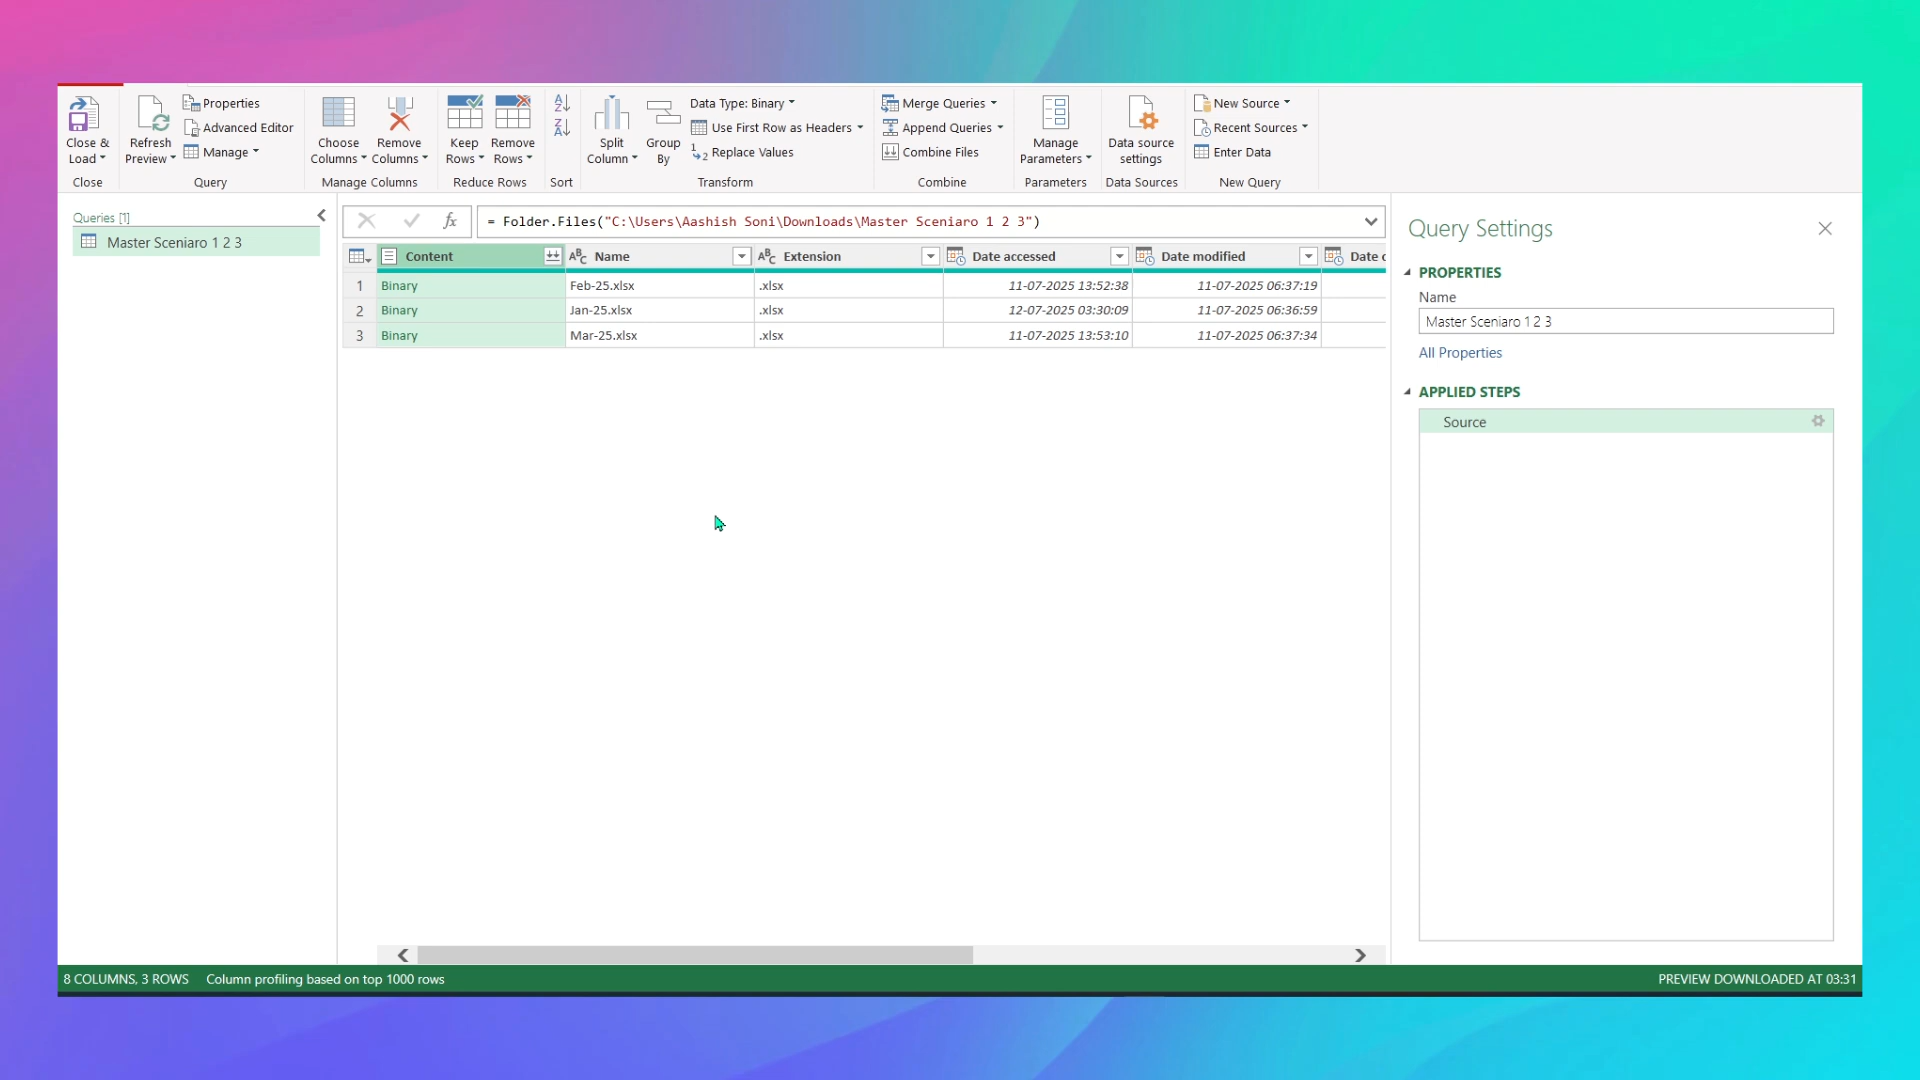 Close & Load
Close
Refresh Preview
Properties
Advanced Editor
Manage
Query
Choose Columns
Remove Columns
Manage Columns
Keep Rows
Remove Rows
Reduce Rows
Sort
Split Column
Group By
Data Type: Binary
Use First Row as Headers
Replace Values
Transform
Merge Queries
Append Queries
Combine Files
Combine
Manage Parameters
Parameters
Data source settings
Data Sources
New Source
Recent Sources
Enter Data
New Query
Queries [1]
Master Sceniaro 1 2 3
fx
= Folder.Files("C:\Users\Aashish Soni\Downloads\Master Sceniaro 1 2 3")
Content Name Extension Date accessed Date modified Date c
1 Binary Feb-25.xlsx .xlsx 11-07-2025 13:52:38 11-07-2025 06:37:19
2 Binary Jan-25.xlsx .xlsx 12-07-2025 03:30:09 11-07-2025 06:36:59
3 Binary Mar-25.xlsx .xlsx 11-07-2025 13:53:10 11-07-2025 06:37:34
Query Settings
PROPERTIES
Name
Master Sceniaro 1 2 3
All Properties
APPLIED STEPS
Source
8 COLUMNS, 3 ROWS Column profiling based on top 1000 rows
PREVIEW DOWNLOADED AT 03:31